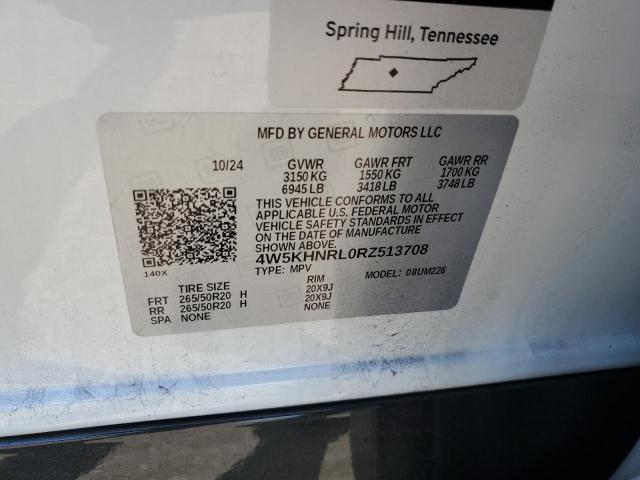 Spring Hill, Tennessee
MFD BY GENERAL MOTORS LLC
10/24 GVWR GAWR FRT GAWR RR
3150 KG 1550 KG 1700 KG
6945 LB 3418 LB 3748 LB
THIS VEHICLE CONFORMS TO ALL
APPLICABLE U.S. FEDERAL MOTOR
VEHICLE SAFETY STANDARDS IN EFFECT
ON THE DATE OF MANUFACTURE
SHOWN ABOVE.
4W5KHNRL0RZ513708
140X TYPE: MPV MODEL: 08UM226
TIRE SIZE RIM
FRT 265/50R20 H 20X9J
RR 265/50R20 H 20X9J
SPA NONE NONE